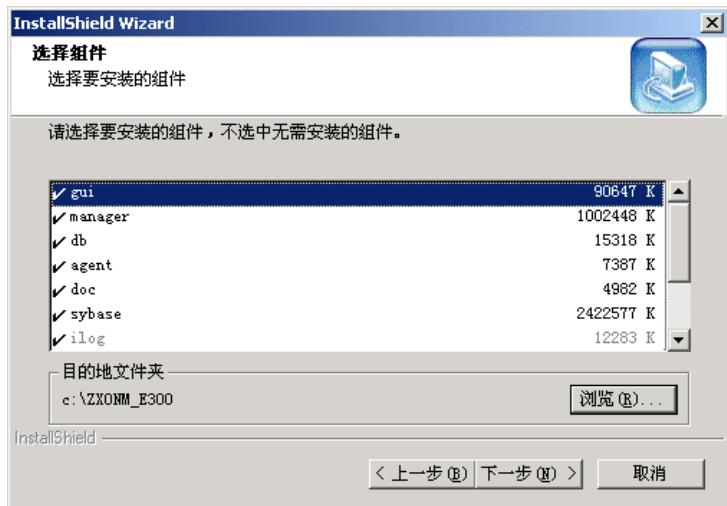 InstallShield Wizard
选择组件
选择要安装的组件
请选择要安装的组件，不选中无需安装的组件。
gui 90647 K
manager 1002448 K
db 15318 K
agent 7387 K
doc 4982 K
sybase 2422577 K
ilog 12283 K
目的地文件夹
c:\ZXONM_E300
浏览(R)...
InstallShield
< 上一步(B) 下一步(N) > 取消